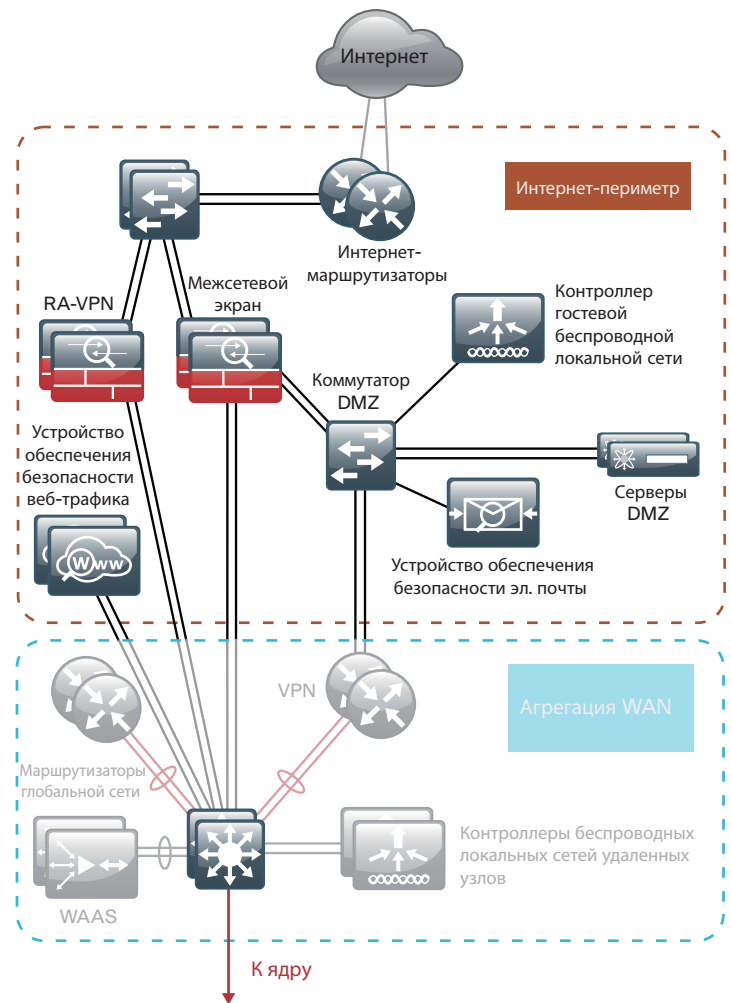 Интернет
Интернет-периметр
Интернет-
маршрутизаторы
RA-VPN
Межсетевой
экран
Контроллер
гостевой
беспроводной
локальной сети
Коммутатор
DMZ
Устройство
обеспечения
безопасности
веб-трафика
Www
Серверы
DMZ
Устройство обеспечения
безопасности эл. почты
VPN
Агрегация WAN
Маршрутизаторы
глобальной сети
WAAS
Контроллеры беспроводных
локальных сетей удаленных
узлов
К ядру